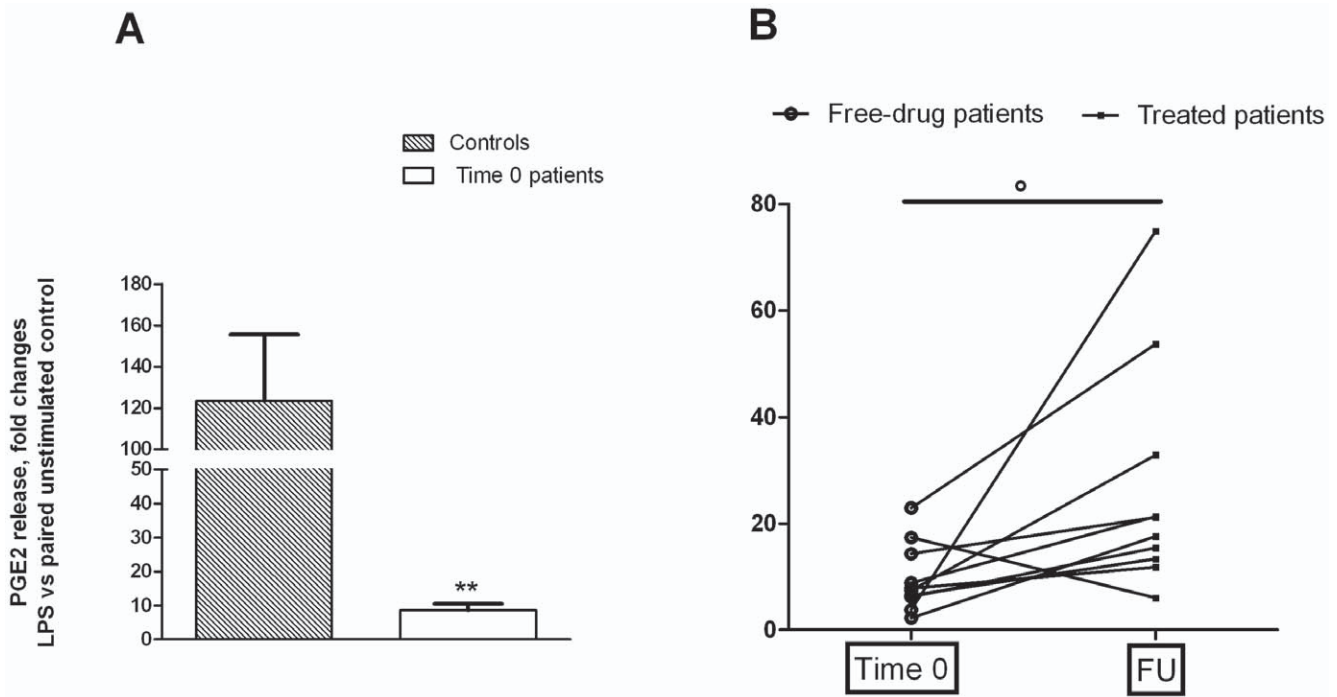 A
Controls
Time 0 patients
PGE2 release, fold changes
LPS vs paired unstimulated control
180
160
140
120
100
50
40
30
20
10
0
**
B
Free-drug patients
Treated patients
°
80
60
40
20
0
Time 0
FU